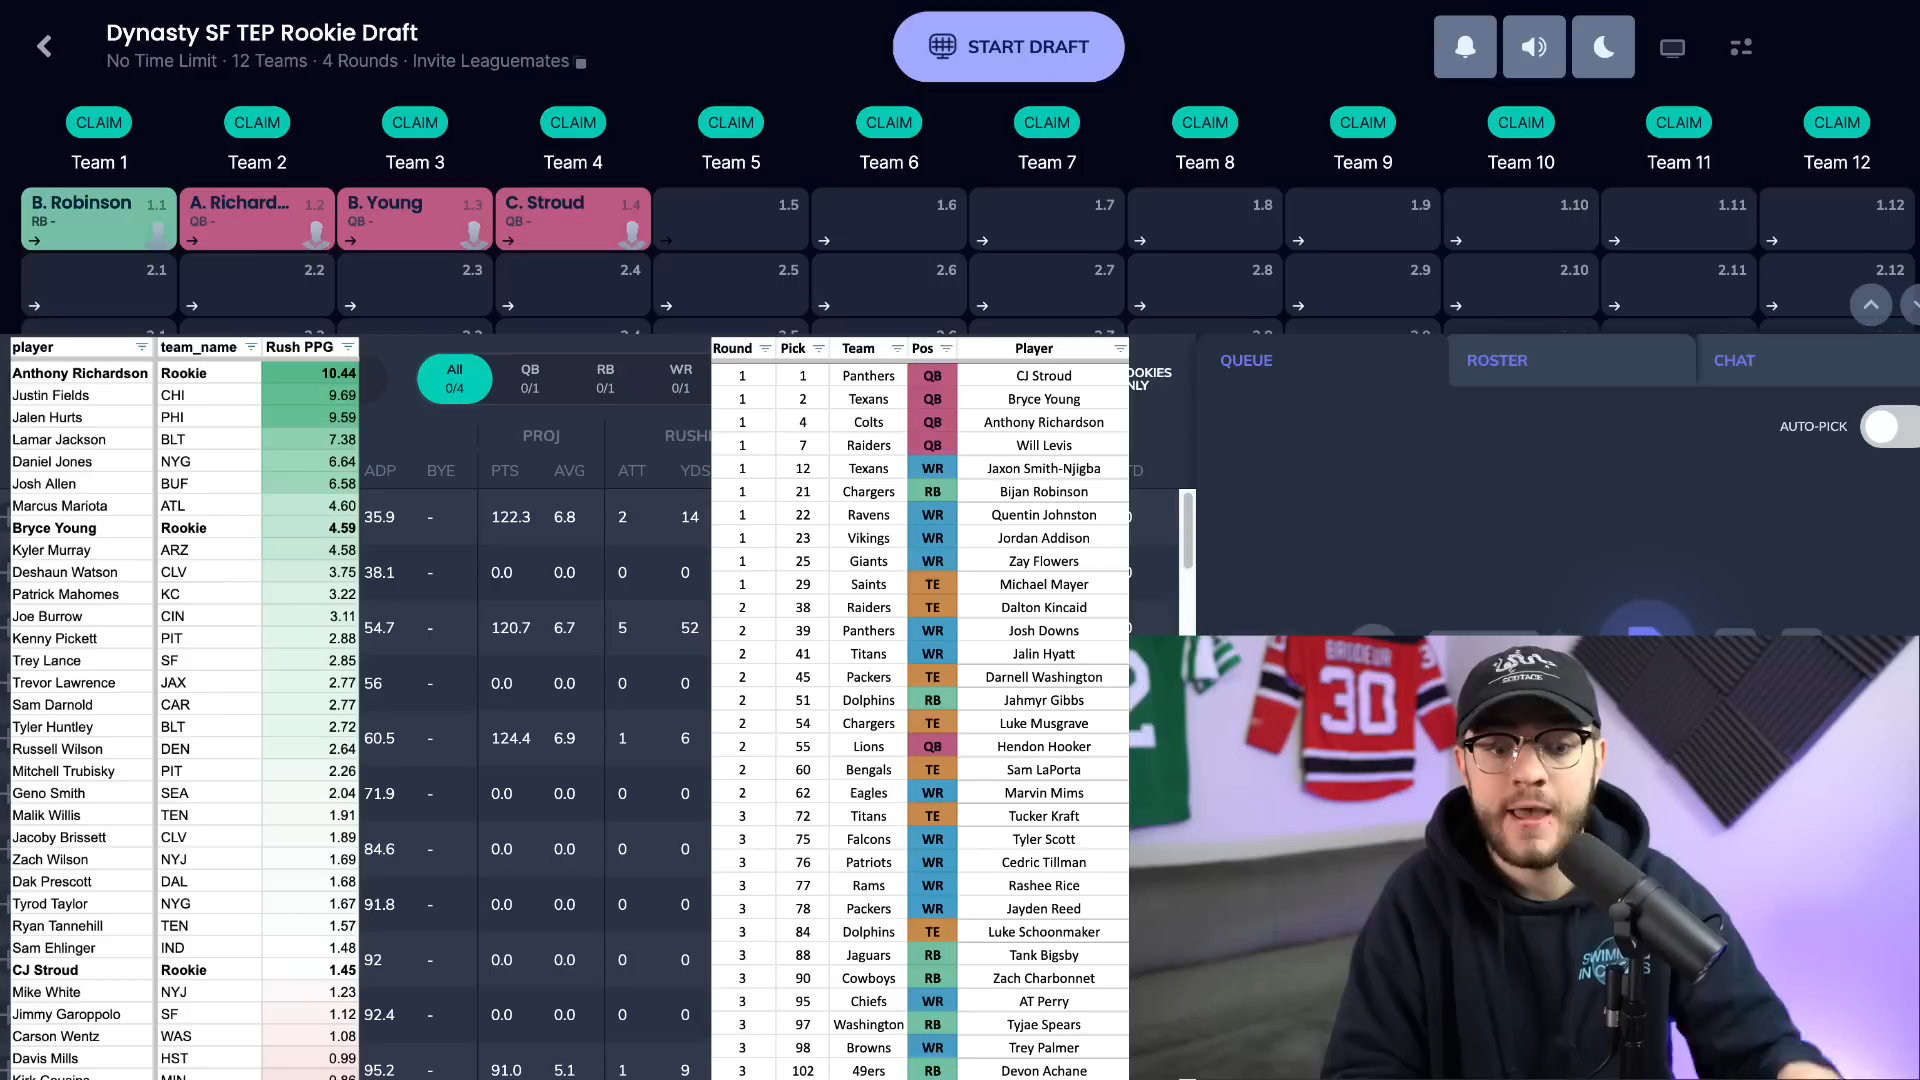 Dynasty SF TEP Rookie Draft
No Time Limit · 12 Teams · 4 Rounds · Invite Leaguemates
START DRAFT
CLAIM CLAIM CLAIM CLAIM CLAIM CLAIM CLAIM CLAIM CLAIM CLAIM CLAIM CLAIM
Team 1 Team 2 Team 3 Team 4 Team 5 Team 6 Team 7 Team 8 Team 9 Team 10 Team 11 Team 12
B. Robinson 1.1 A. Richard... 1.2 B. Young 1.3 C. Stroud 1.4 1.5 1.6 1.7 1.8 1.9 1.10 1.11 1.12
RB - QB - QB - QB -
2.1 2.2 2.3 2.4 2.5 2.6 2.7 2.8 2.9 2.10 2.11 2.12
player team_name Rush PPG
Anthony Richardson Rookie 10.44
Justin Fields CHI 9.69
Jalen Hurts PHI 9.59
Lamar Jackson BLT 7.38
Daniel Jones NYG 6.64
Josh Allen BUF 6.58
Marcus Mariota ATL 4.60
Bryce Young Rookie 4.59
Kyler Murray ARZ 4.58
Deshaun Watson CLV 3.75
Patrick Mahomes KC 3.22
Joe Burrow CIN 3.11
Kenny Pickett PIT 2.88
Trey Lance SF 2.85
Trevor Lawrence JAX 2.77
Sam Darnold CAR 2.77
Tyler Huntley BLT 2.72
Russell Wilson DEN 2.64
Mitchell Trubisky PIT 2.26
Geno Smith SEA 2.04
Malik Willis TEN 1.91
Jacoby Brissett CLV 1.89
Zach Wilson NYJ 1.69
Dak Prescott DAL 1.68
Tyrod Taylor NYG 1.67
Ryan Tannehill TEN 1.57
Sam Ehlinger IND 1.48
CJ Stroud Rookie 1.45
Mike White NYJ 1.23
Jimmy Garoppolo SF 1.12
Carson Wentz WAS 1.08
Davis Mills HST 0.99
All QB RB WR
0/4 0/1 0/1 0/1
PROJ RUSHI
ADP BYE PTS AVG ATT YDS
35.9 - 122.3 6.8 2 14
38.1 - 0.0 0.0 0 0
54.7 - 120.7 6.7 5 52
56 - 0.0 0.0 0 0
60.5 - 124.4 6.9 1 6
71.9 - 0.0 0.0 0 0
84.6 - 0.0 0.0 0 0
91.8 - 0.0 0.0 0 0
92 - 0.0 0.0 0 0
92.4 - 0.0 0.0 0 0
95.2 - 91.0 5.1 1 9
Round Pick Team Pos Player
1 1 Panthers QB CJ Stroud
1 2 Texans QB Bryce Young
1 4 Colts QB Anthony Richardson
1 7 Raiders QB Will Levis
1 12 Texans WR Jaxon Smith-Njigba
1 21 Chargers RB Bijan Robinson
1 22 Ravens WR Quentin Johnston
1 23 Vikings WR Jordan Addison
1 25 Giants WR Zay Flowers
1 29 Saints TE Michael Mayer
2 38 Raiders TE Dalton Kincaid
2 39 Panthers WR Josh Downs
2 41 Titans WR Jalin Hyatt
2 45 Packers TE Darnell Washington
2 51 Dolphins RB Jahmyr Gibbs
2 54 Chargers TE Luke Musgrave
2 55 Lions QB Hendon Hooker
2 60 Bengals TE Sam LaPorta
2 62 Eagles WR Marvin Mims
3 72 Titans TE Tucker Kraft
3 75 Falcons WR Tyler Scott
3 76 Patriots WR Cedric Tillman
3 77 Rams WR Rashee Rice
3 78 Packers WR Jayden Reed
3 84 Dolphins TE Luke Schoonmaker
3 88 Jaguars RB Tank Bigsby
3 90 Cowboys RB Zach Charbonnet
3 95 Chiefs WR AT Perry
3 97 Washington RB Tyjae Spears
3 98 Browns WR Trey Palmer
3 102 49ers RB Devon Achane
OOKIES
NLY
TD
QUEUE ROSTER CHAT
AUTO-PICK
BRODEUR
30